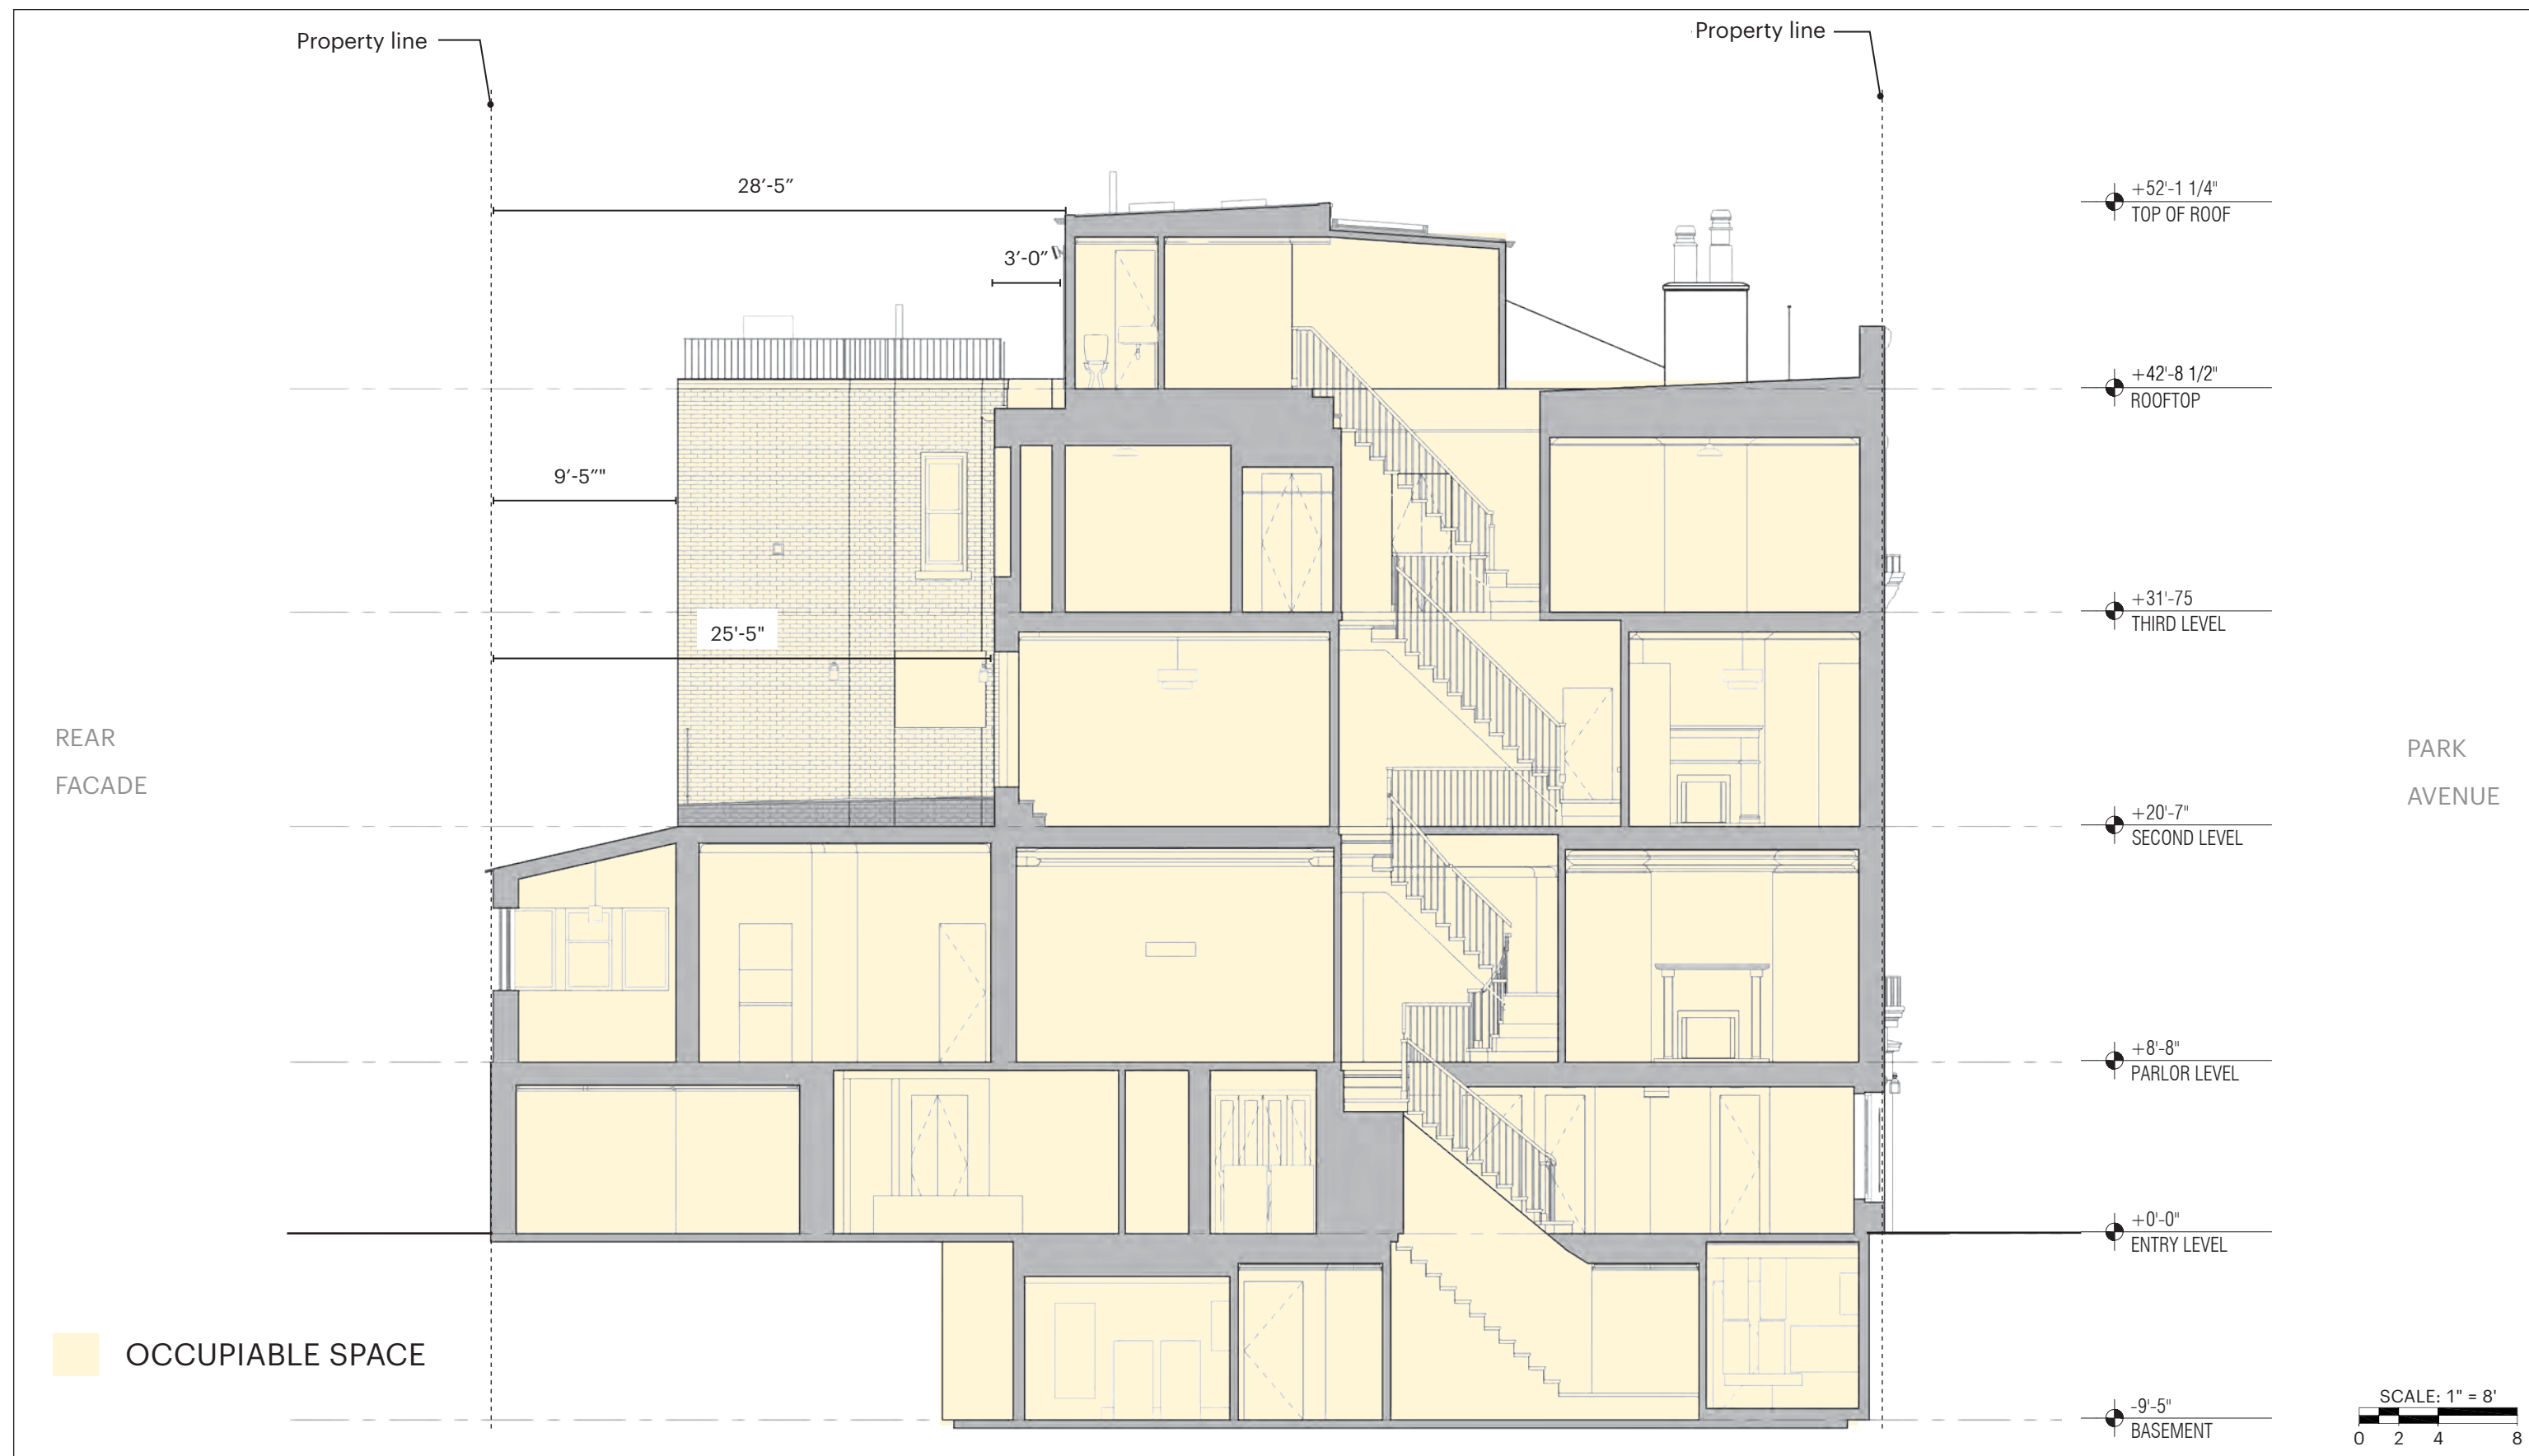 Property line
Property line
28′-5″
3′-0″
+52'-1 1/4"
TOP OF ROOF
+42'-8 1/2"
ROOFTOP
9′-5″"
+31'-75
THIRD LEVEL
25'-5"
REAR
FACADE
PARK
AVENUE
+20'-7"
SECOND LEVEL
+8'-8"
PARLOR LEVEL
+0'-0"
ENTRY LEVEL
OCCUPIABLE SPACE
-9'-5"
BASEMENT
SCALE: 1" = 8'
0 2 4 8